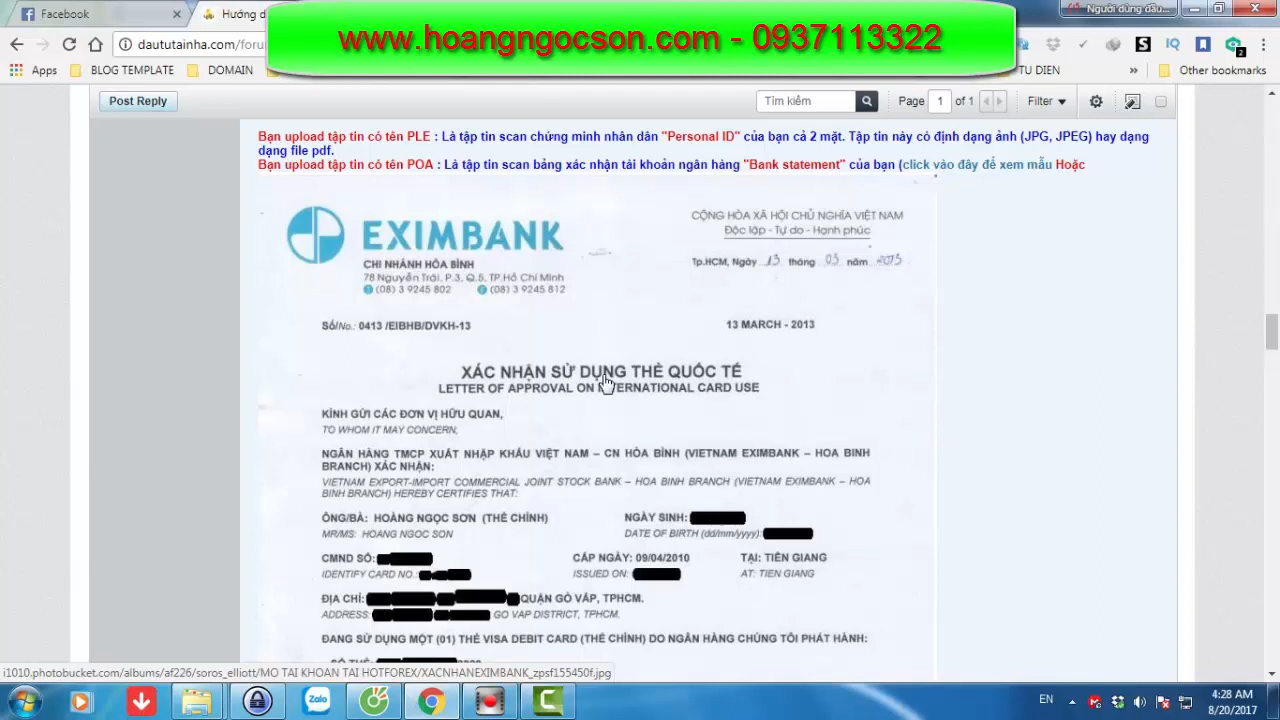 Facebook
Hướng d
www.hoangngocson.com - 0937113322
Người dùng đầu...
dautu
.ha.com/foru
Apps
BLOG TEMPLATE
DOMAIN
TU DIEN
Other bookmarks
Post Reply
Tìm kiếm
Page 1 of 1
Filter
Bạn upload tập tin có tên PLE : Là tập tin scan chứng minh nhân dân "Personal ID" của bạn cả 2 mặt. Tập tin này có định dạng ảnh (JPG, JPEG) hay dạng
dạng file pdf.
Bạn upload tập tin có tên POA : Là tập tin scan bảng xác nhận tài khoản ngân hàng "Bank statement" của bạn (click vào đây để xem mẫu Hoặc
EXIMBANK
CHI NHÁNH HÒA BÌNH
78 Nguyễn Trãi, P.3, Q.5, TP.Hồ Chí Minh
(08) 3 9245 802 (08) 3 9245 812
CỘNG HÒA XÃ HỘI CHỦ NGHĨA VIỆT NAM
Độc lập - Tự do - Hạnh phúc
Tp.HCM, Ngày 13 tháng 03 năm 2013
Số/No.: 0413 /EIBHB/DVKH-13
13 MARCH - 2013
XÁC NHẬN SỬ DỤNG THẺ QUỐC TẾ
LETTER OF APPROVAL ON INTERNATIONAL CARD USE
KÍNH GỬI CÁC ĐƠN VỊ HỮU QUAN,
TO WHOM IT MAY CONCERN,
NGÂN HÀNG TMCP XUẤT NHẬP KHẨU VIỆT NAM – CN HÒA BÌNH (VIETNAM EXIMBANK – HOA BINH
BRANCH) XÁC NHẬN:
VIETNAM EXPORT-IMPORT COMMERCIAL JOINT STOCK BANK – HOA BINH BRANCH (VIETNAM EXIMBANK – HOA
BINH BRANCH) HEREBY CERTIFIES THAT:
ÔNG/BÀ: HOÀNG NGỌC SƠN (THẺ CHÍNH)
NGÀY SINH:
MR/MS: HOANG NGOC SON
DATE OF BIRTH (dd/mm/yyyy):
CMND SỐ:
CẤP NGÀY: 09/04/2010
TẠI: TIỀN GIANG
IDENTIFY CARD NO.:
ISSUED ON:
AT: TIEN GIANG
ĐỊA CHỈ: QUẬN GÒ VẤP, TPHCM.
ADDRESS: GO VAP DISTRICT, TPHCM.
ĐANG SỬ DỤNG MỘT (01) THẺ VISA DEBIT CARD (THẺ CHÍNH) DO NGÂN HÀNG CHÚNG TÔI PHÁT HÀNH:
SỐ THẺ:
i1010.photobucket.com/albums/af226/soros_elliott/MO TAI KHOAN TAI HOTFOREX/XACNHANEXIMBANK_zpsf155450f.jpg
Zalo
EN
4:28 AM
8/20/2017